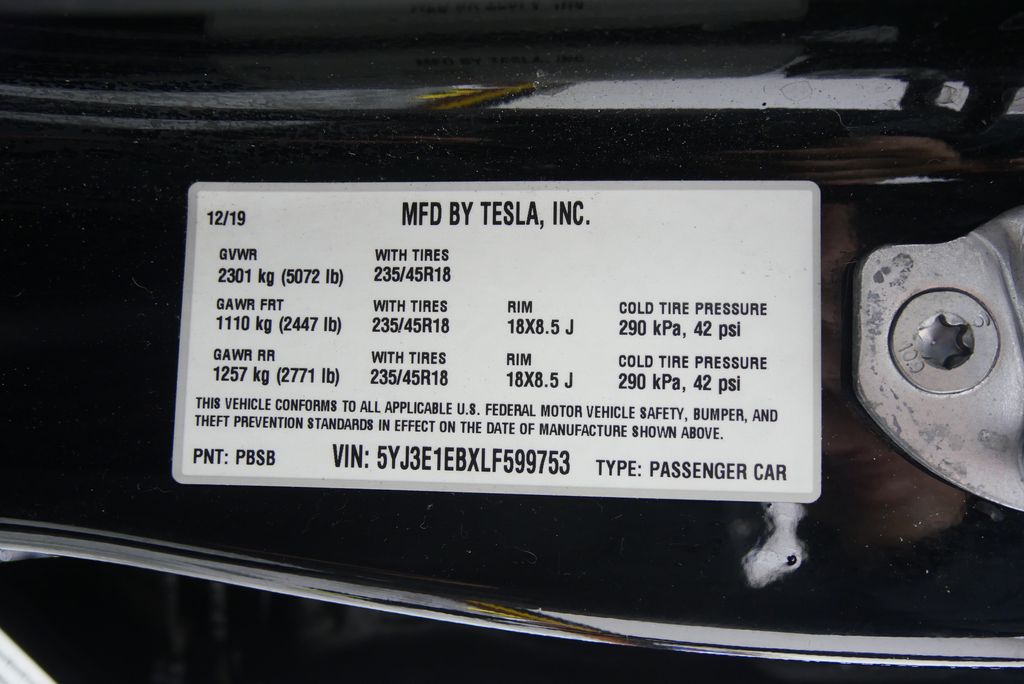 12/19 MFD BY TESLA, INC.
GVWR WITH TIRES
2301 kg (5072 lb) 235/45R18
GAWR FRT WITH TIRES RIM COLD TIRE PRESSURE
1110 kg (2447 lb) 235/45R18 18X8.5 J 290 kPa, 42 psi
GAWR RR WITH TIRES RIM COLD TIRE PRESSURE
1257 kg (2771 lb) 235/45R18 18X8.5 J 290 kPa, 42 psi
THIS VEHICLE CONFORMS TO ALL APPLICABLE U.S. FEDERAL MOTOR VEHICLE SAFETY, BUMPER, AND
THEFT PREVENTION STANDARDS IN EFFECT ON THE DATE OF MANUFACTURE SHOWN ABOVE.
PNT: PBSB VIN: 5YJ3E1EBXLF599753 TYPE: PASSENGER CAR